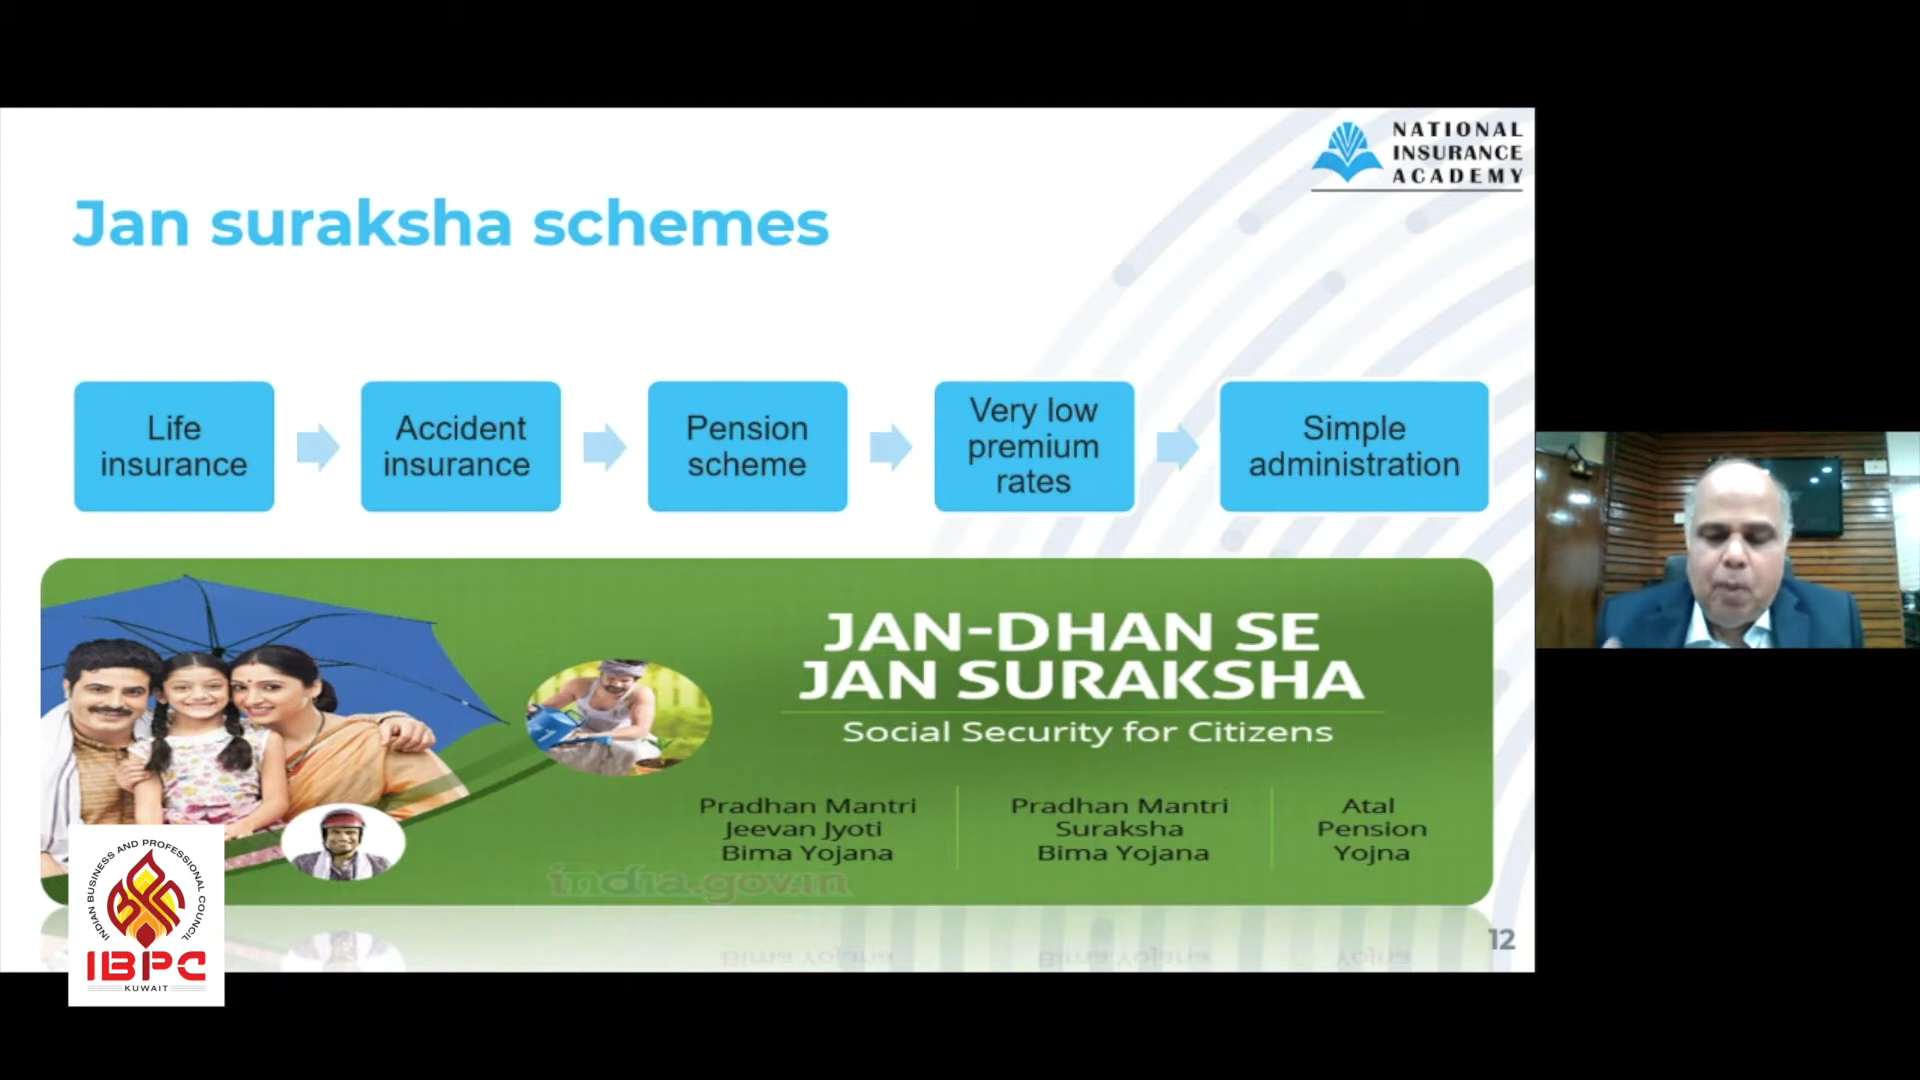 NATIONAL
INSURANCE
ACADEMY
Jan suraksha schemes
Life
insurance
Accident
insurance
Pension
scheme
Very low
premium
rates
Simple
administration
JAN-DHAN SE
JAN SURAKSHA
Social Security for Citizens
Pradhan Mantri
Jeevan Jyoti
Bima Yojana
Pradhan Mantri
Suraksha
Bima Yojana
Atal
Pension
Yojna
india.gov.in
12
INDIAN BUSINESS AND PROFESSIONAL COUNCIL
IBPC
KUWAIT